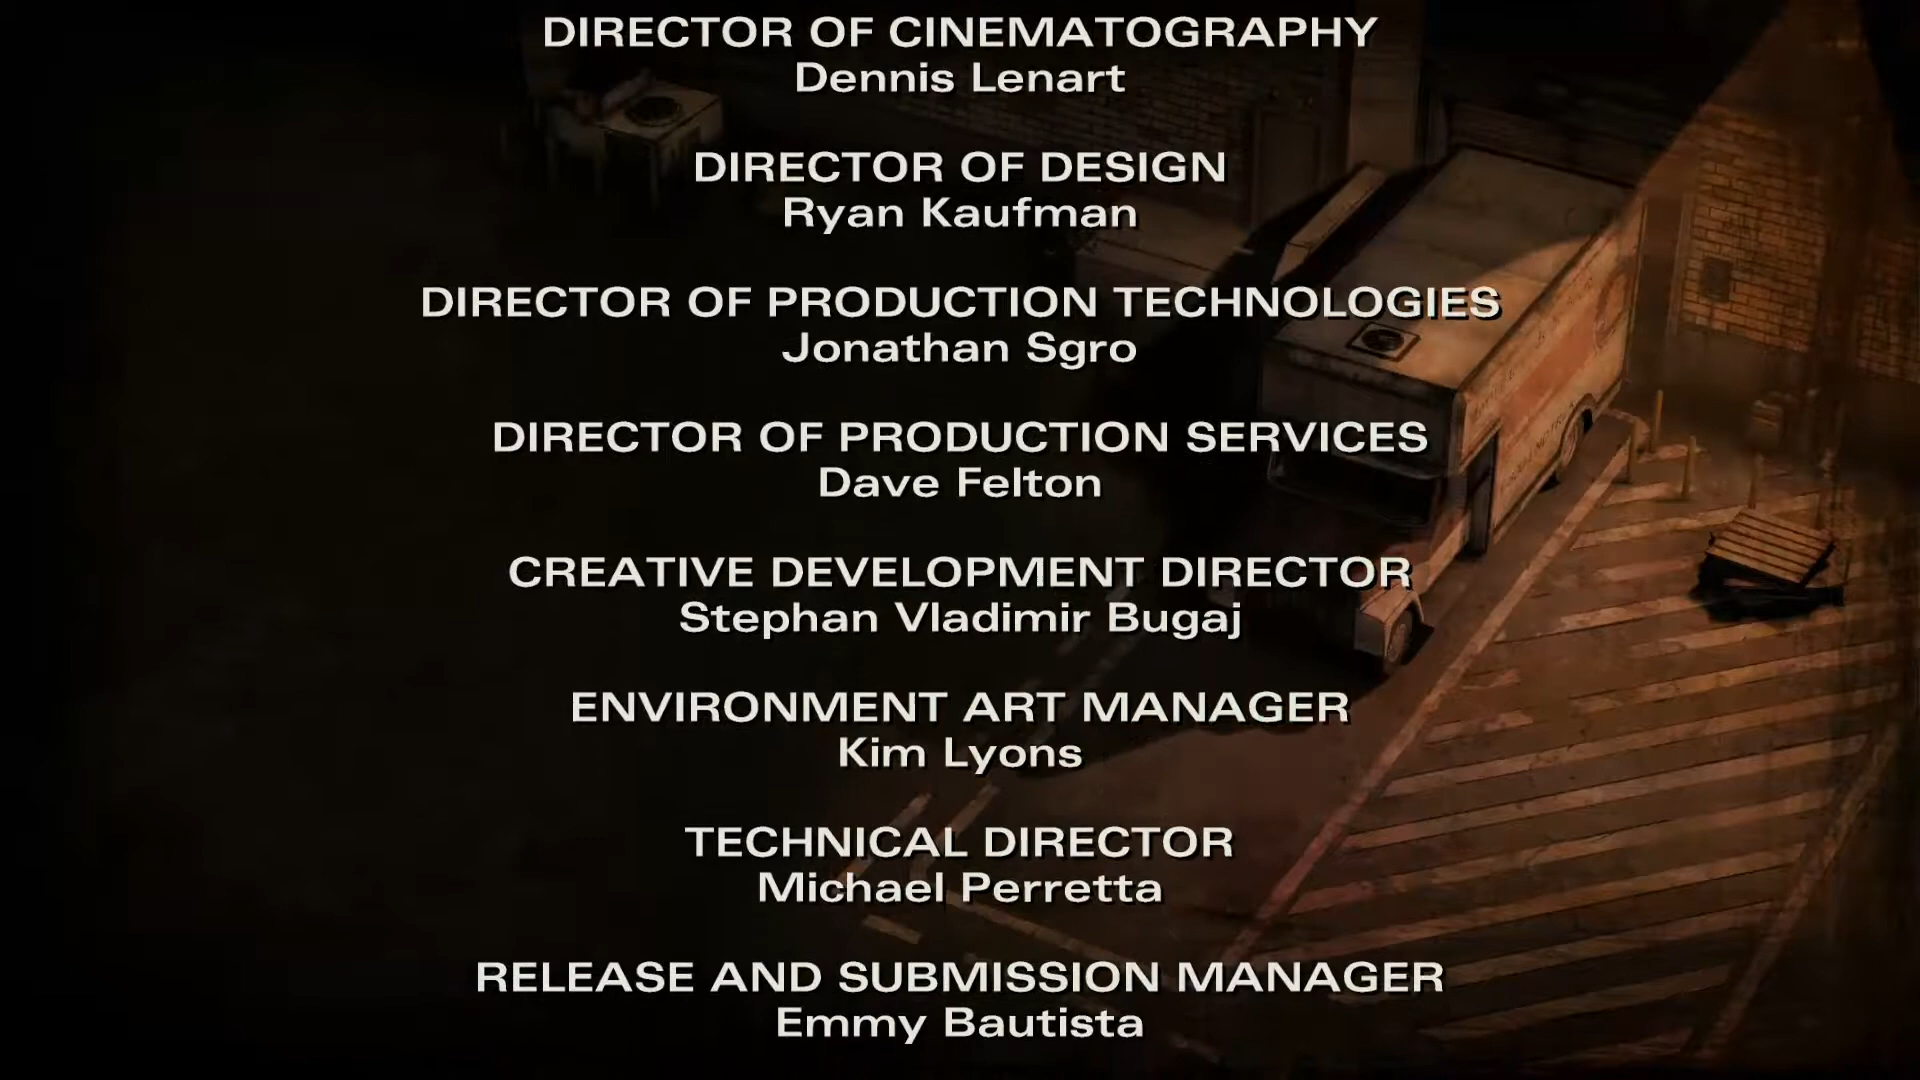 DIRECTOR OF CINEMATOGRAPHY
Dennis Lenart
DIRECTOR OF DESIGN
Ryan Kaufman
DIRECTOR OF PRODUCTION TECHNOLOGIES
Jonathan Sgro
DIRECTOR OF PRODUCTION SERVICES
Dave Felton
CREATIVE DEVELOPMENT DIRECTOR
Stephan Vladimir Bugaj
ENVIRONMENT ART MANAGER
Kim Lyons
TECHNICAL DIRECTOR
Michael Perretta
RELEASE AND SUBMISSION MANAGER
Emmy Bautista